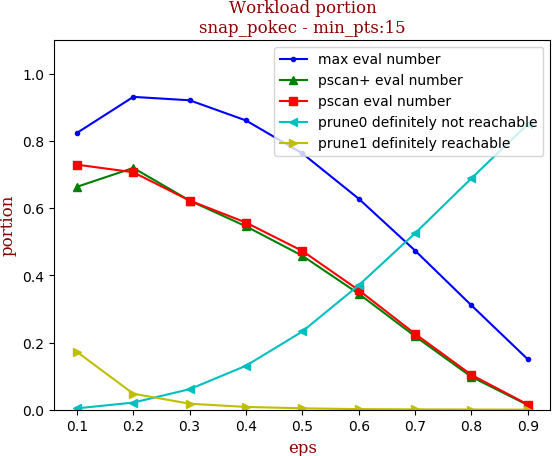 Workload portion
snap_pokec - min_pts:15
max eval number
pscan+ eval number
pscan eval number
prune0 definitely not reachable
prune1 definitely reachable
portion
1.0
0.8
0.6
0.4
0.2
0.0
0.1 0.2 0.3 0.4 0.5 0.6 0.7 0.8 0.9
eps